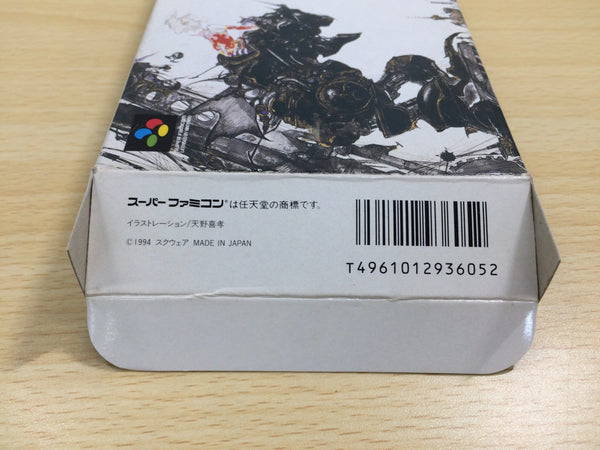 スーパーファミコン®は任天堂の商標です。
イラストレーション/天野喜孝
©1994 スクウェア MADE IN JAPAN
T4961012936052